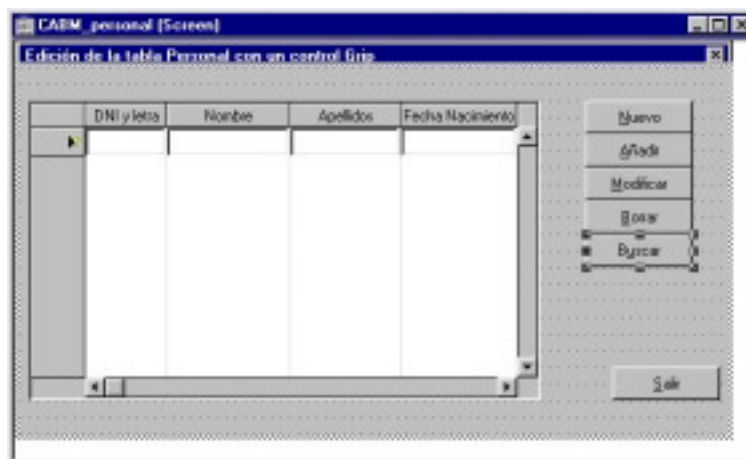 CABM_personal (Screen)
Edición de la tabla Personal con un control Grip
DNI y letra Nombre Apellidos Fecha Nacimiento
Nuevo
Añadir
Modificar
Borrar
Buscar
Salir